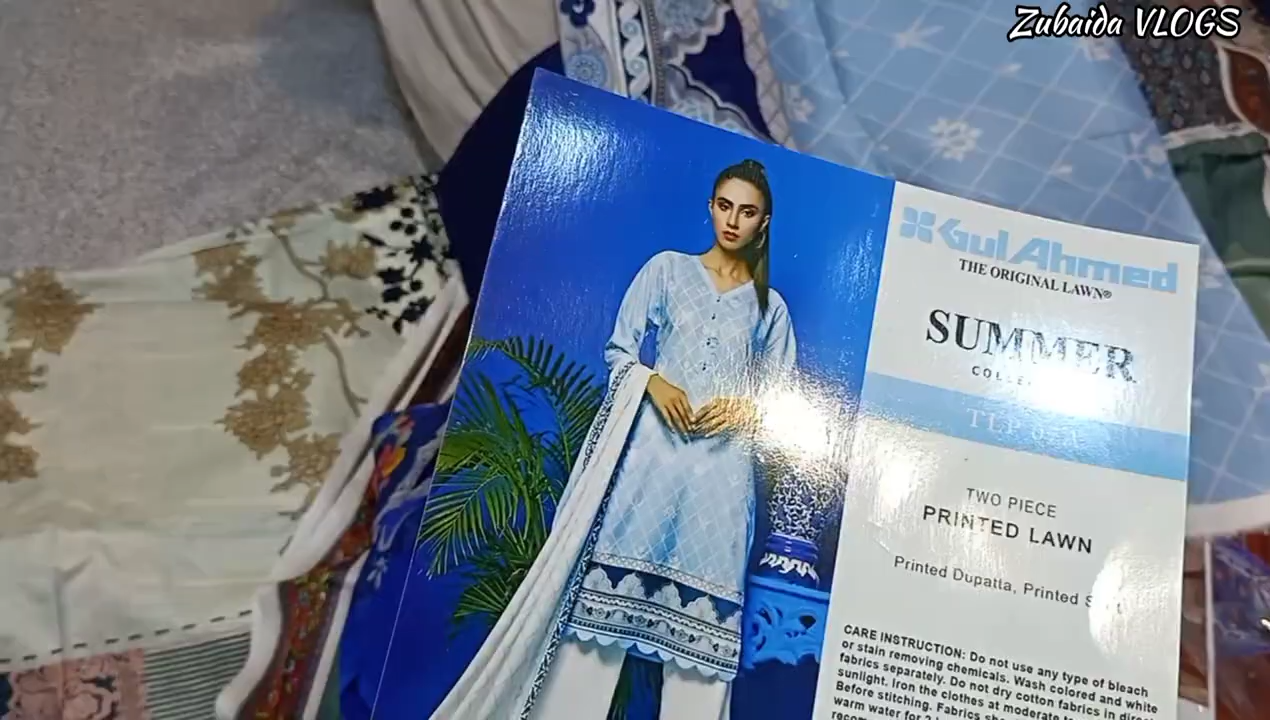 Zubaida VLOGS
GulAhmed
THE ORIGINAL LAWN®
SUMMER
TLP
TWO PIECE
PRINTED LAWN
Printed Dupatta, Printed
CARE INSTRUCTION: Do not use any type of bleach
or stain removing chemicals. Wash colored and white
fabrics separately. Do not dry cotton fabrics in direct
sunlight. Iron the clothes at moderate
Before stitching. Fabrics
warm water for